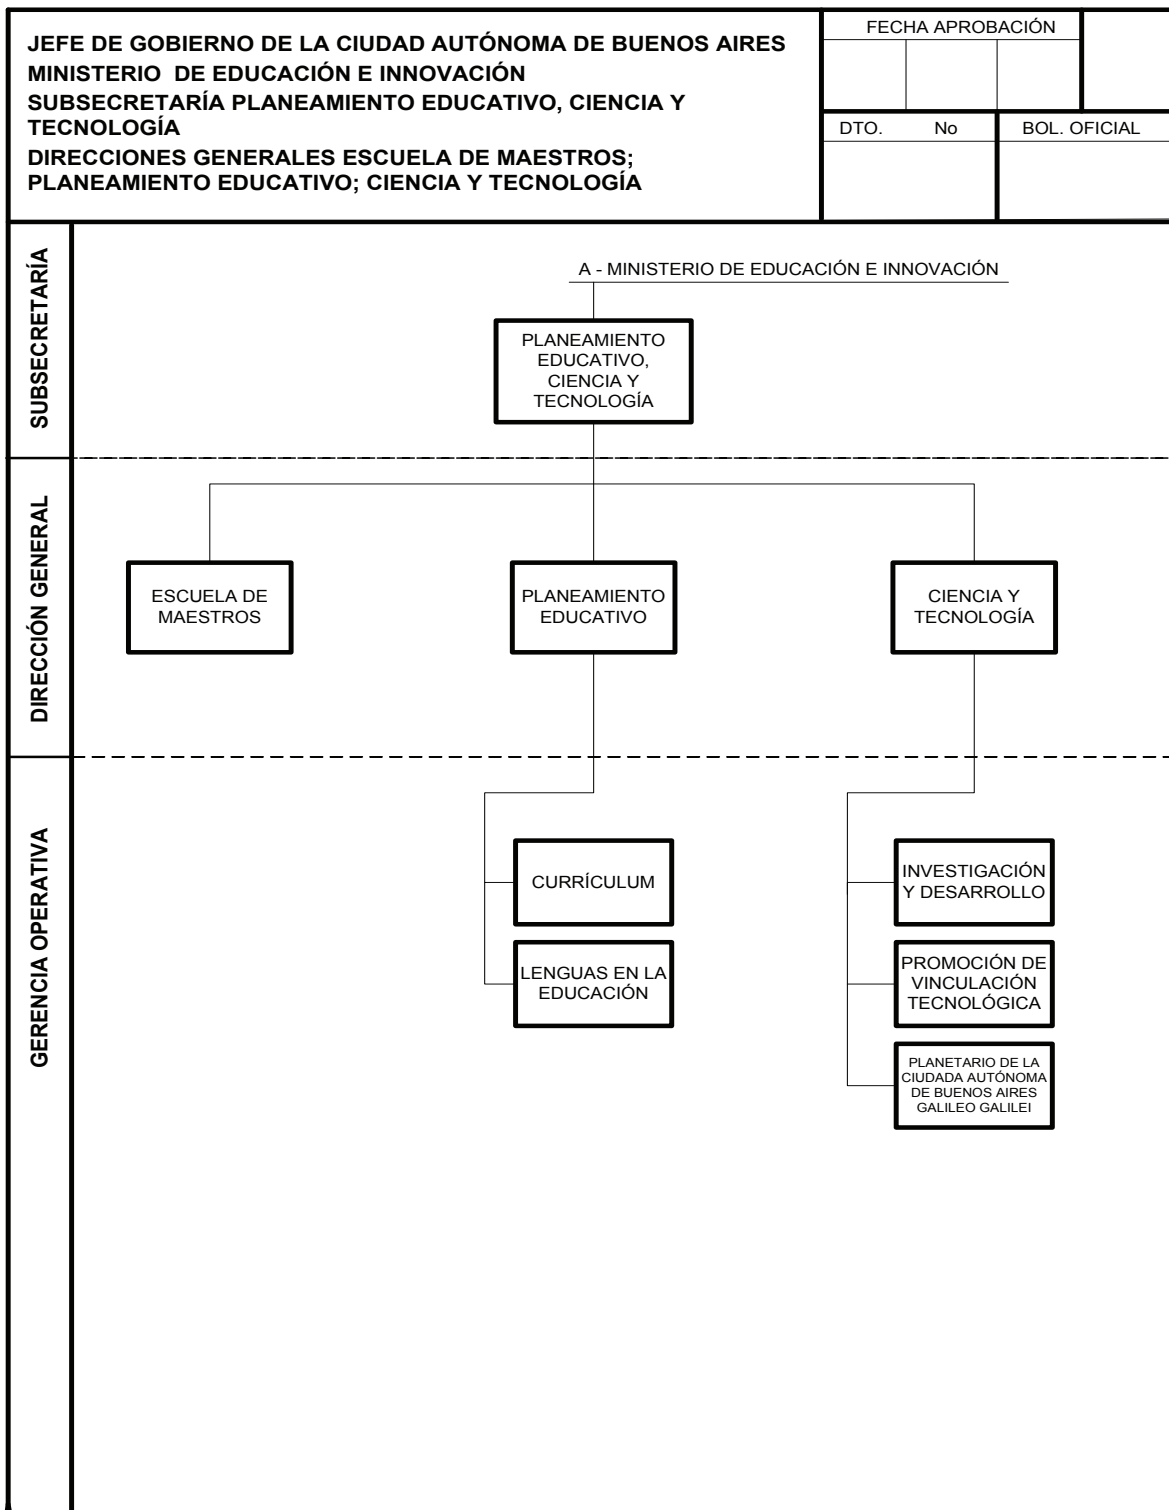 JEFE DE GOBIERNO DE LA CIUDAD AUTÓNOMA DE BUENOS AIRES
MINISTERIO DE EDUCACIÓN E INNOVACIÓN
SUBSECRETARÍA PLANEAMIENTO EDUCATIVO, CIENCIA Y
TECNOLOGÍA
DIRECCIONES GENERALES ESCUELA DE MAESTROS;
PLANEAMIENTO EDUCATIVO; CIENCIA Y TECNOLOGÍA
FECHA APROBACIÓN
DTO. No
BOL. OFICIAL
SUBSECRETARÍA
A - MINISTERIO DE EDUCACIÓN E INNOVACIÓN
PLANEAMIENTO
EDUCATIVO,
CIENCIA Y
TECNOLOGÍA
DIRECCIÓN GENERAL
ESCUELA DE
MAESTROS
PLANEAMIENTO
EDUCATIVO
CIENCIA Y
TECNOLOGÍA
GERENCIA OPERATIVA
CURRÍCULUM
LENGUAS EN LA
EDUCACIÓN
INVESTIGACIÓN
Y DESARROLLO
PROMOCIÓN DE
VINCULACIÓN
TECNOLÓGICA
PLANETARIO DE LA
CIUDADA AUTÓNOMA
DE BUENOS AIRES
GALILEO GALILEI